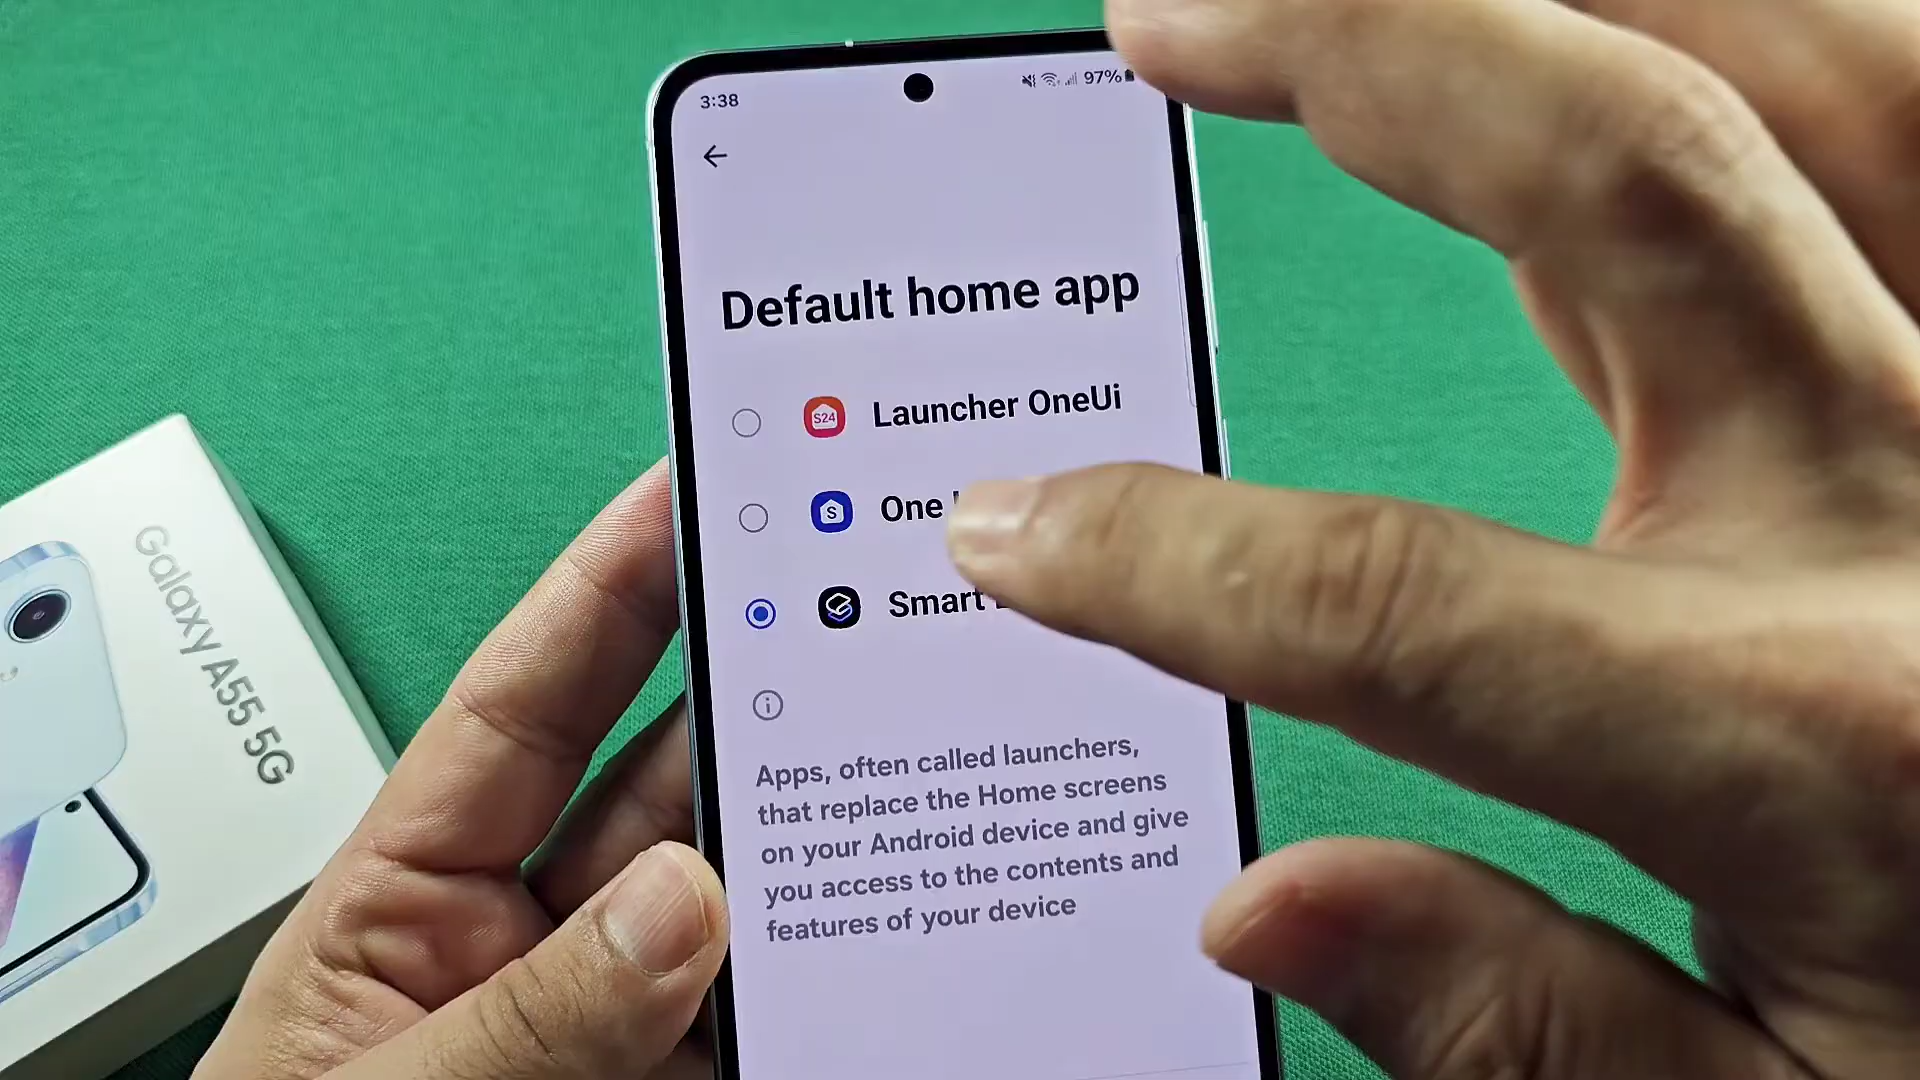 3:38
97%
Default home app
S24
Launcher OneUi
S
One
Smart
Apps, often called launchers,
that replace the Home screens
on your Android device and give
you access to the contents and
features of your device
Galaxy A55 5G